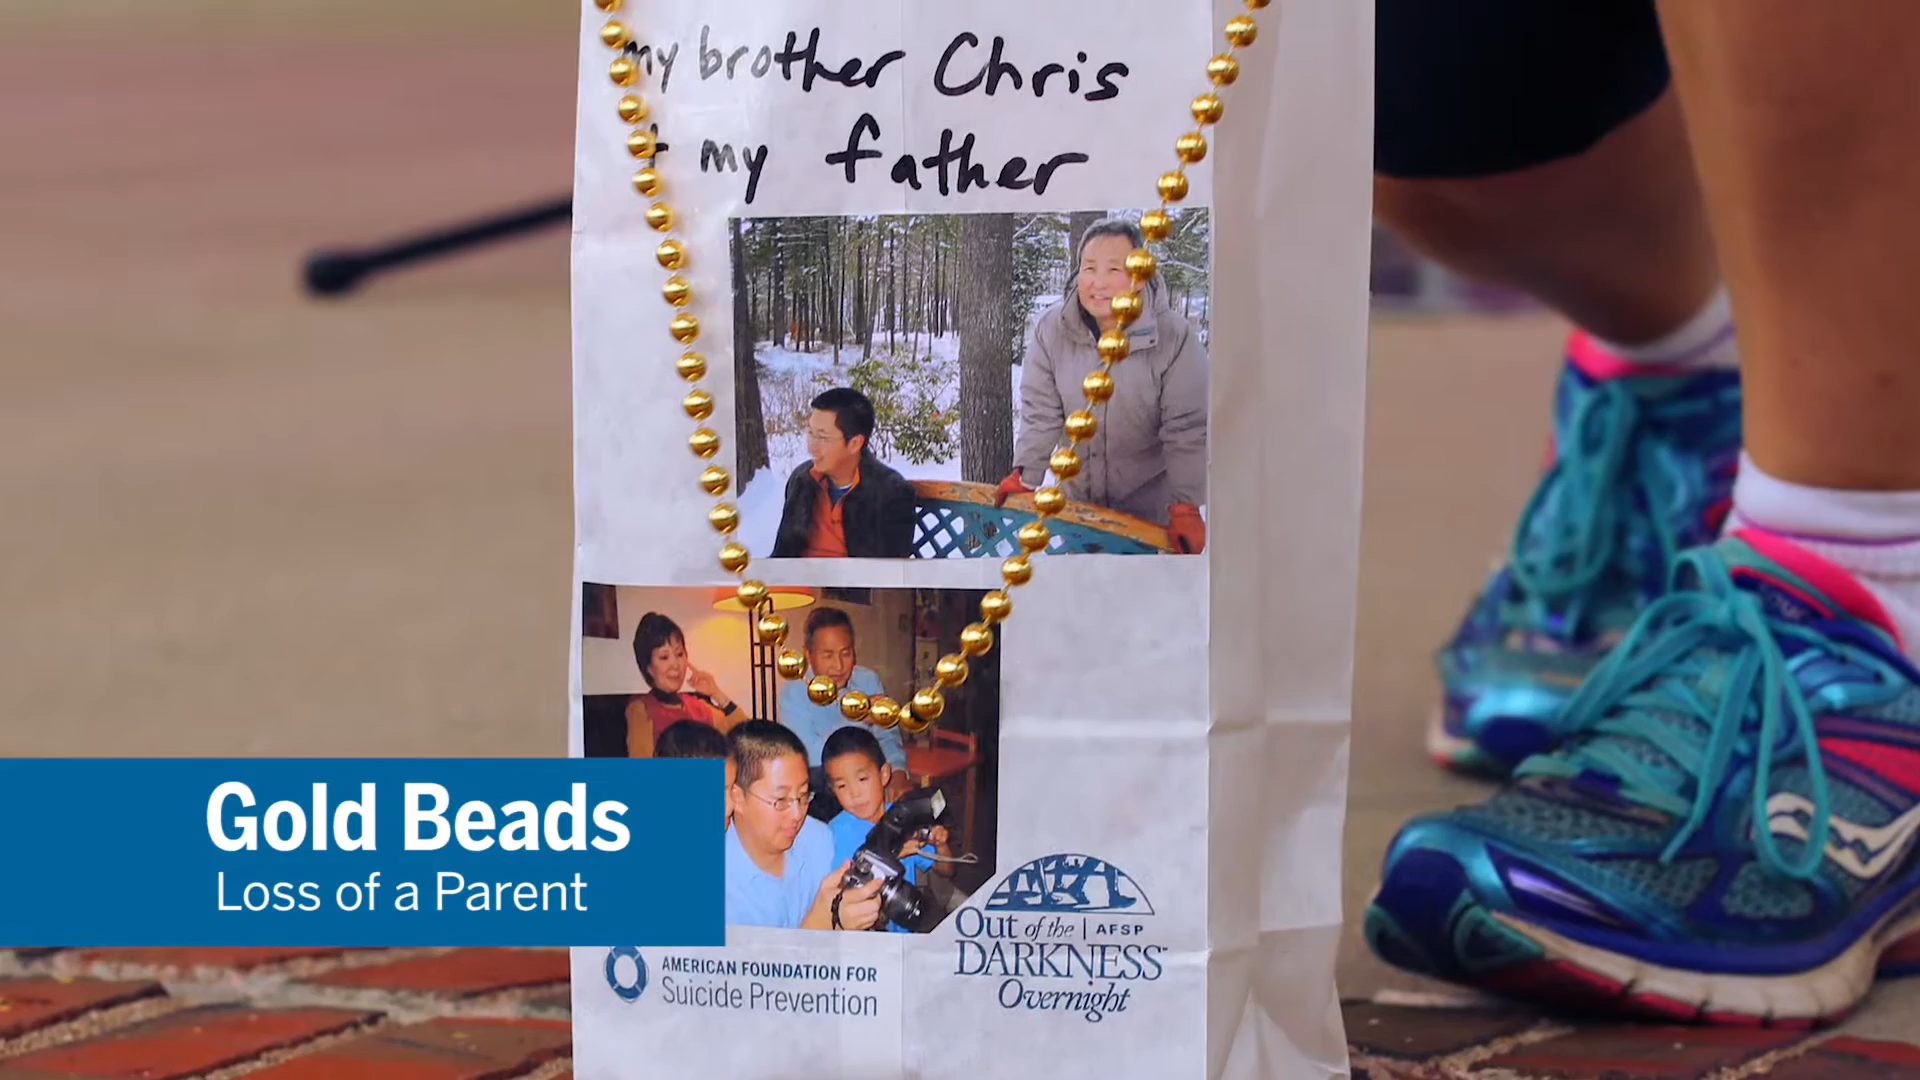 my brother Chris
my father
Gold Beads
Loss of a Parent
AMERICAN FOUNDATION FOR
Suicide Prevention
Out of the | AFSP
DARKNESS
Overnight